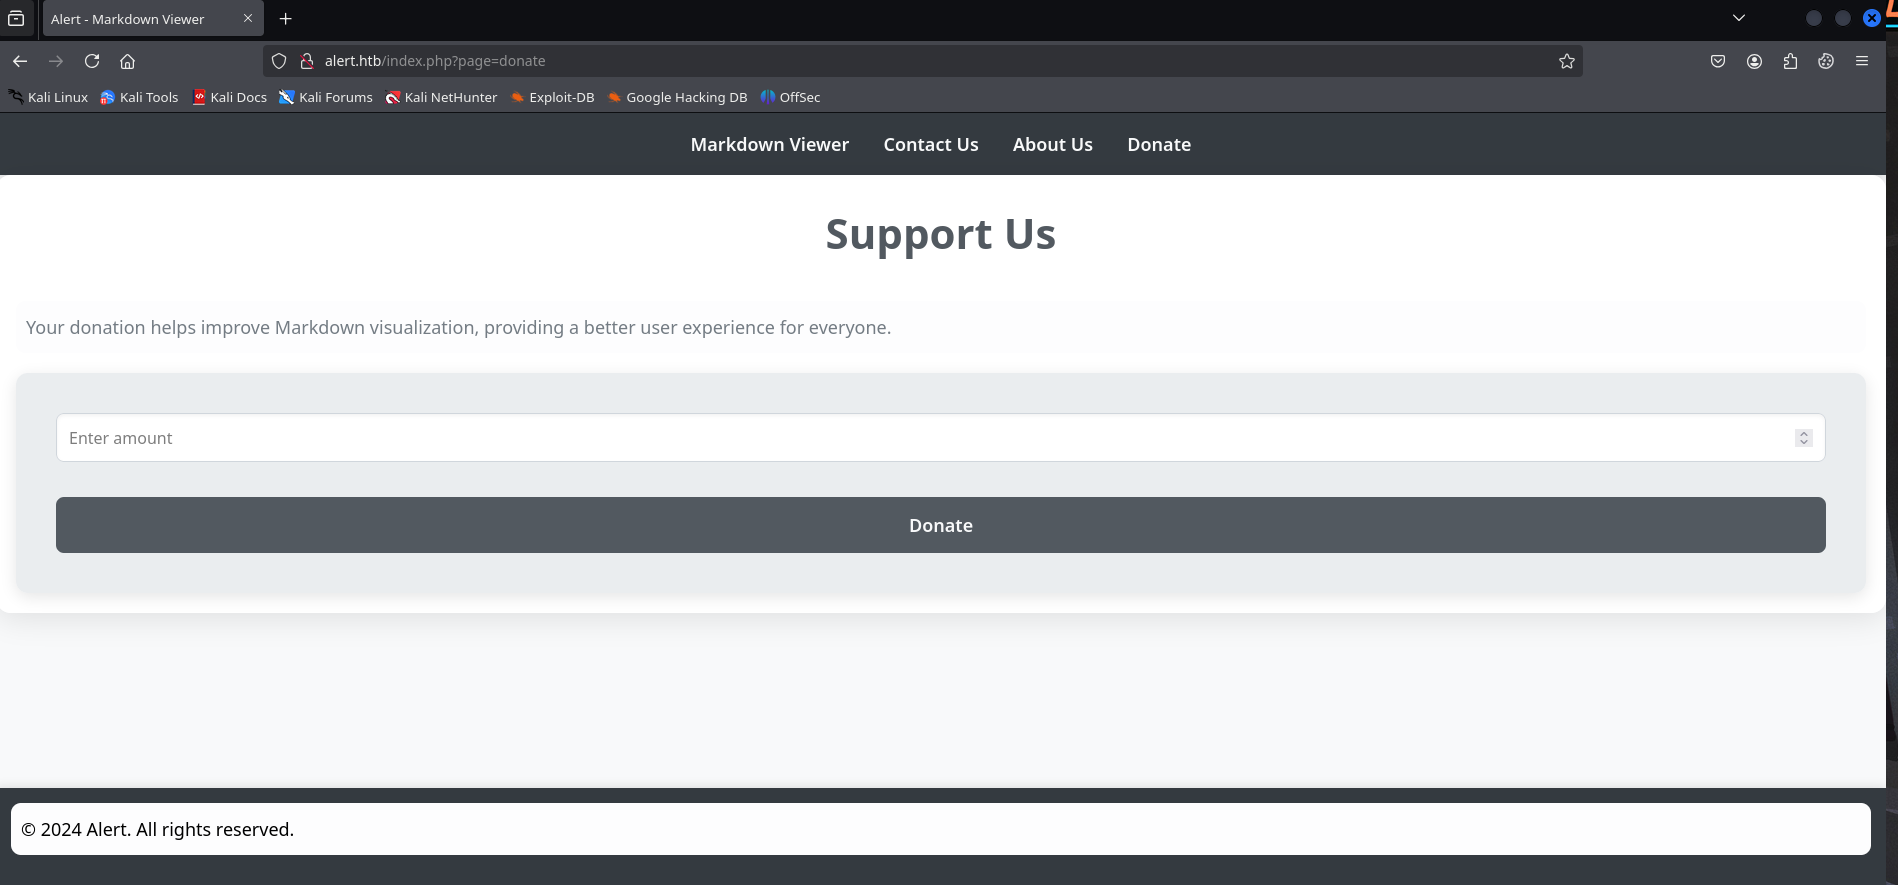 Alert - Markdown Viewer
alert.htb/index.php?page=donate
Kali Linux Kali Tools Kali Docs Kali Forums Kali NetHunter Exploit-DB Google Hacking DB OffSec
Markdown Viewer Contact Us About Us Donate
Support Us
Your donation helps improve Markdown visualization, providing a better user experience for everyone.
Enter amount
Donate
© 2024 Alert. All rights reserved.